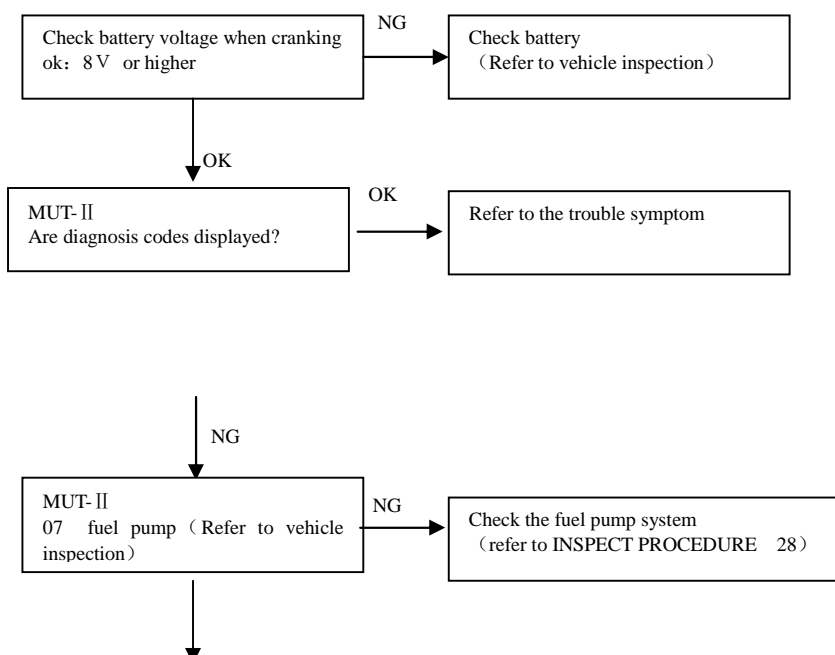 NG
Check battery voltage when cranking
ok：8Ｖ or higher
Check battery
（Refer to vehicle inspection）
OK
MUT-Ⅱ
Are diagnosis codes displayed?
OK
Refer to the trouble symptom
NG
MUT-Ⅱ
07 fuel pump（Refer to vehicle
inspection）
NG
Check the fuel pump system
（refer to INSPECT PROCEDURE 28）